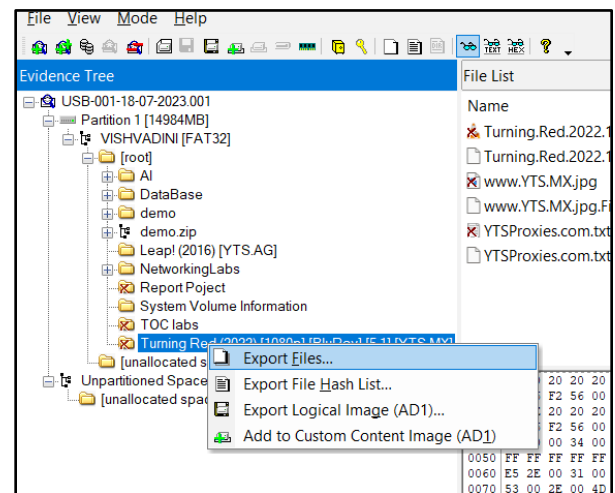 File View Mode Help
TEXT HEX
Evidence Tree
File List
USB-001-18-07-2023.001
Partition 1 [14984MB]
VISHVADINI [FAT32]
[root]
AI
DataBase
demo
demo.zip
Leap! (2016) [YTS.AG]
NetworkingLabs
Report Poject
System Volume Information
TOC labs
Turning Red (2022) [1080p] [BluRay] [5.1] [YTS.MX]
[unallocated s
Unpartitioned Space
[unallocated spa
Name
Turning.Red.2022.1
Turning.Red.2022.1
www.YTS.MX.jpg
www.YTS.MX.jpg.Fi
YTSProxies.com.txt
YTSProxies.com.txt
Export Files...
Export File Hash List...
Export Logical Image (AD1)...
Add to Custom Content Image (AD1)
20 20 20
F2 56 00
20 20 20
F2 56 00
00 34 00
0050 FF FF FF FF FF
0060 E5 2E 00 31 00
0070 53 00 2E 00 4D